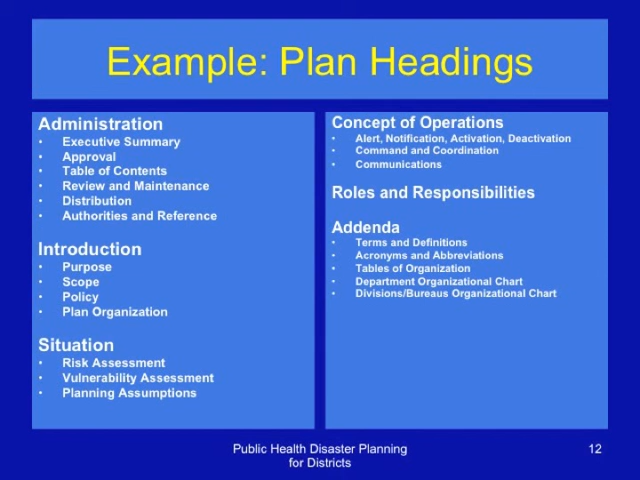 Example: Plan Headings
Administration
• Executive Summary
• Approval
• Table of Contents
• Review and Maintenance
• Distribution
• Authorities and Reference
Introduction
• Purpose
• Scope
• Policy
• Plan Organization
Situation
• Risk Assessment
• Vulnerability Assessment
• Planning Assumptions
Concept of Operations
• Alert, Notification, Activation, Deactivation
• Command and Coordination
• Communications
Roles and Responsibilities
Addenda
• Terms and Definitions
• Acronyms and Abbreviations
• Tables of Organization
• Department Organizational Chart
• Divisions/Bureaus Organizational Chart
Public Health Disaster Planning
for Districts
12